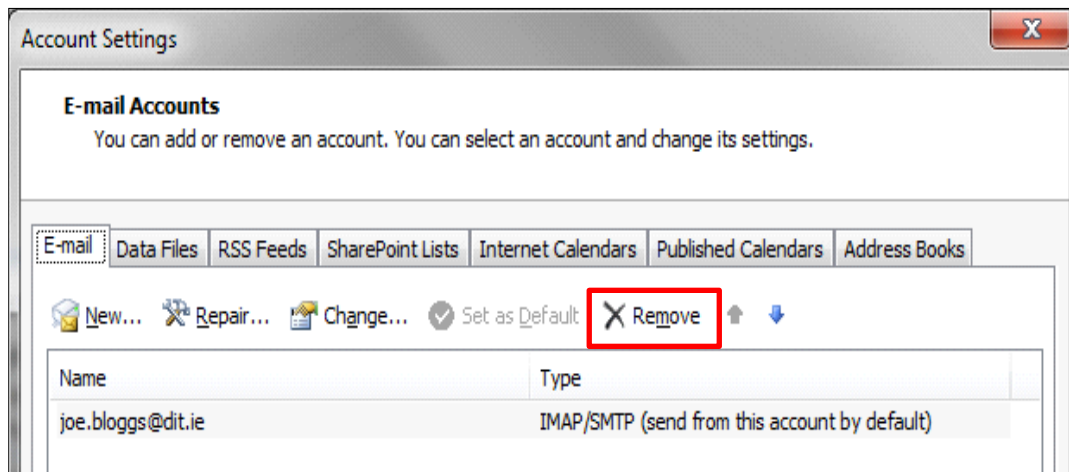 Account Settings
X
E-mail Accounts
You can add or remove an account. You can select an account and change its settings.
E-mail Data Files RSS Feeds SharePoint Lists Internet Calendars Published Calendars Address Books
New... Repair... Change... Set as Default Remove
Name Type
joe.bloggs@dit.ie IMAP/SMTP (send from this account by default)